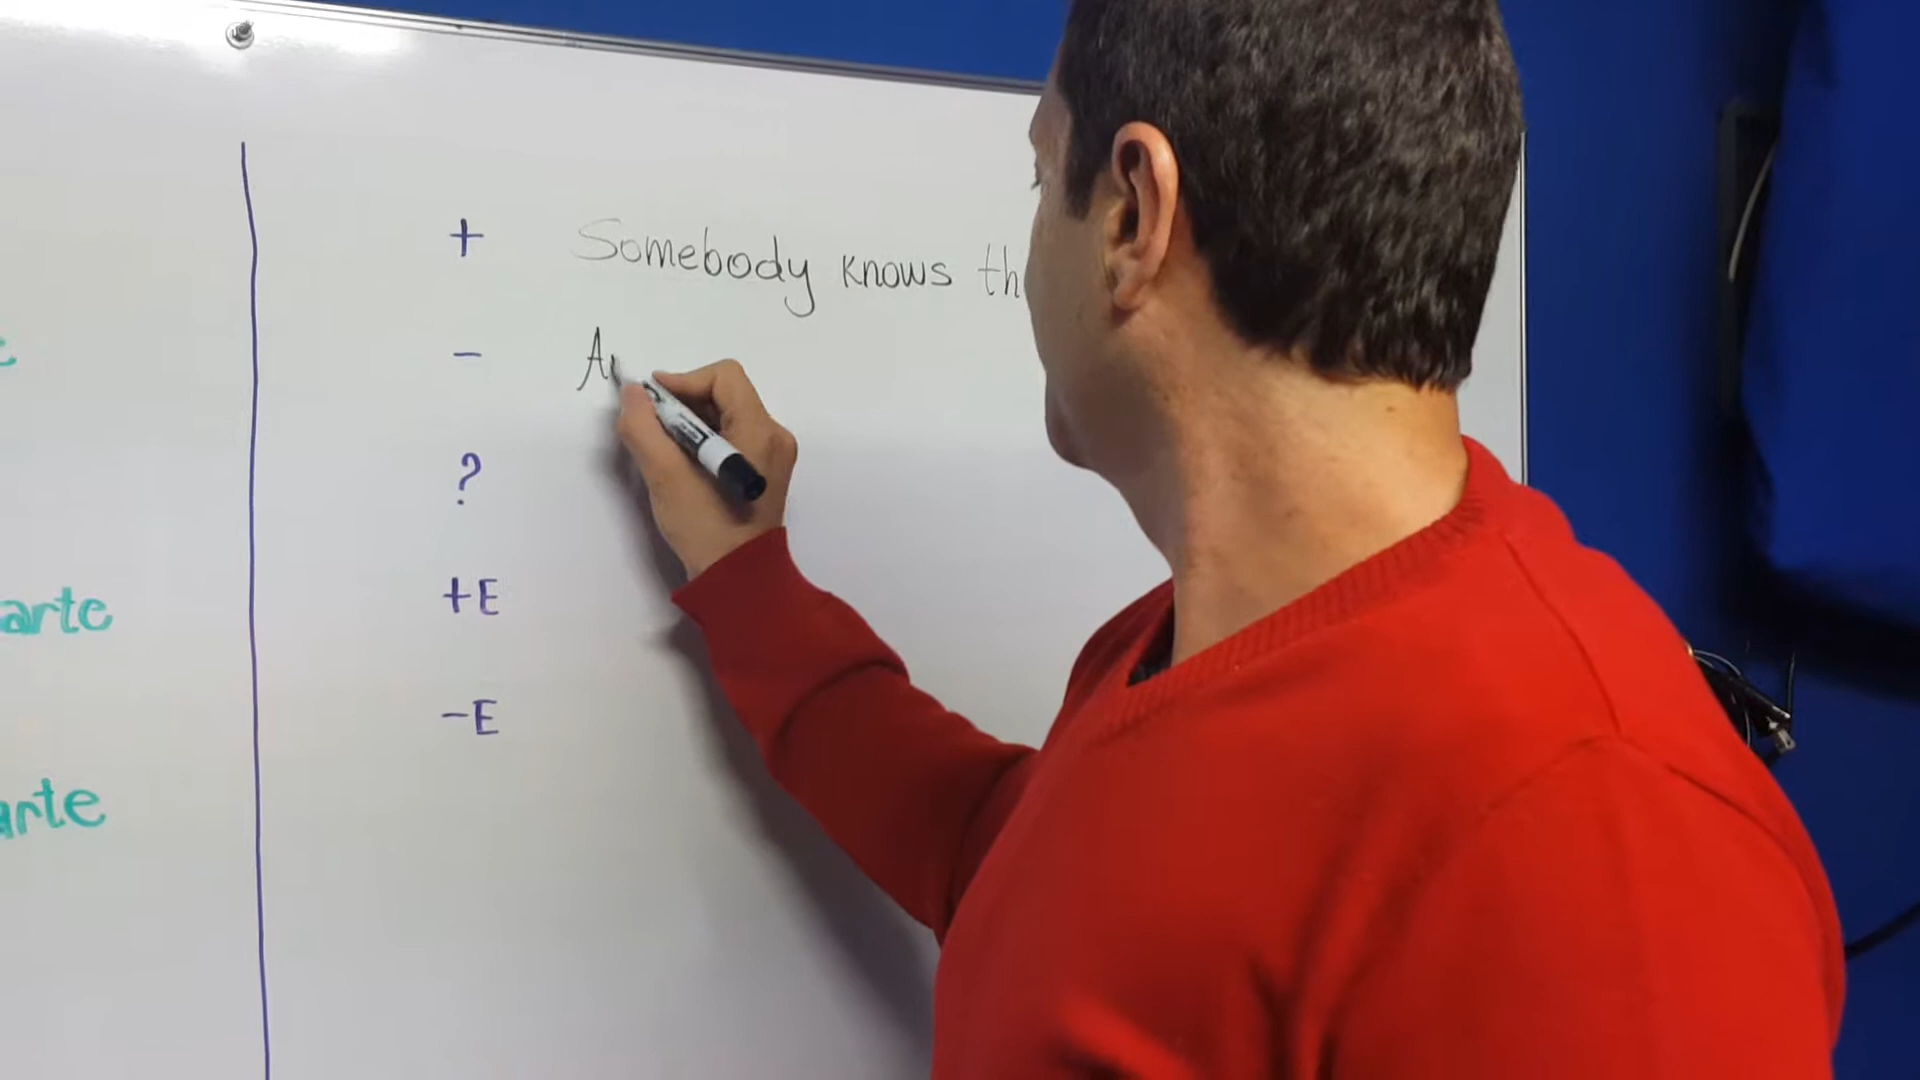 + Somebody knows th
- A
?
+E
-E
arte
arte